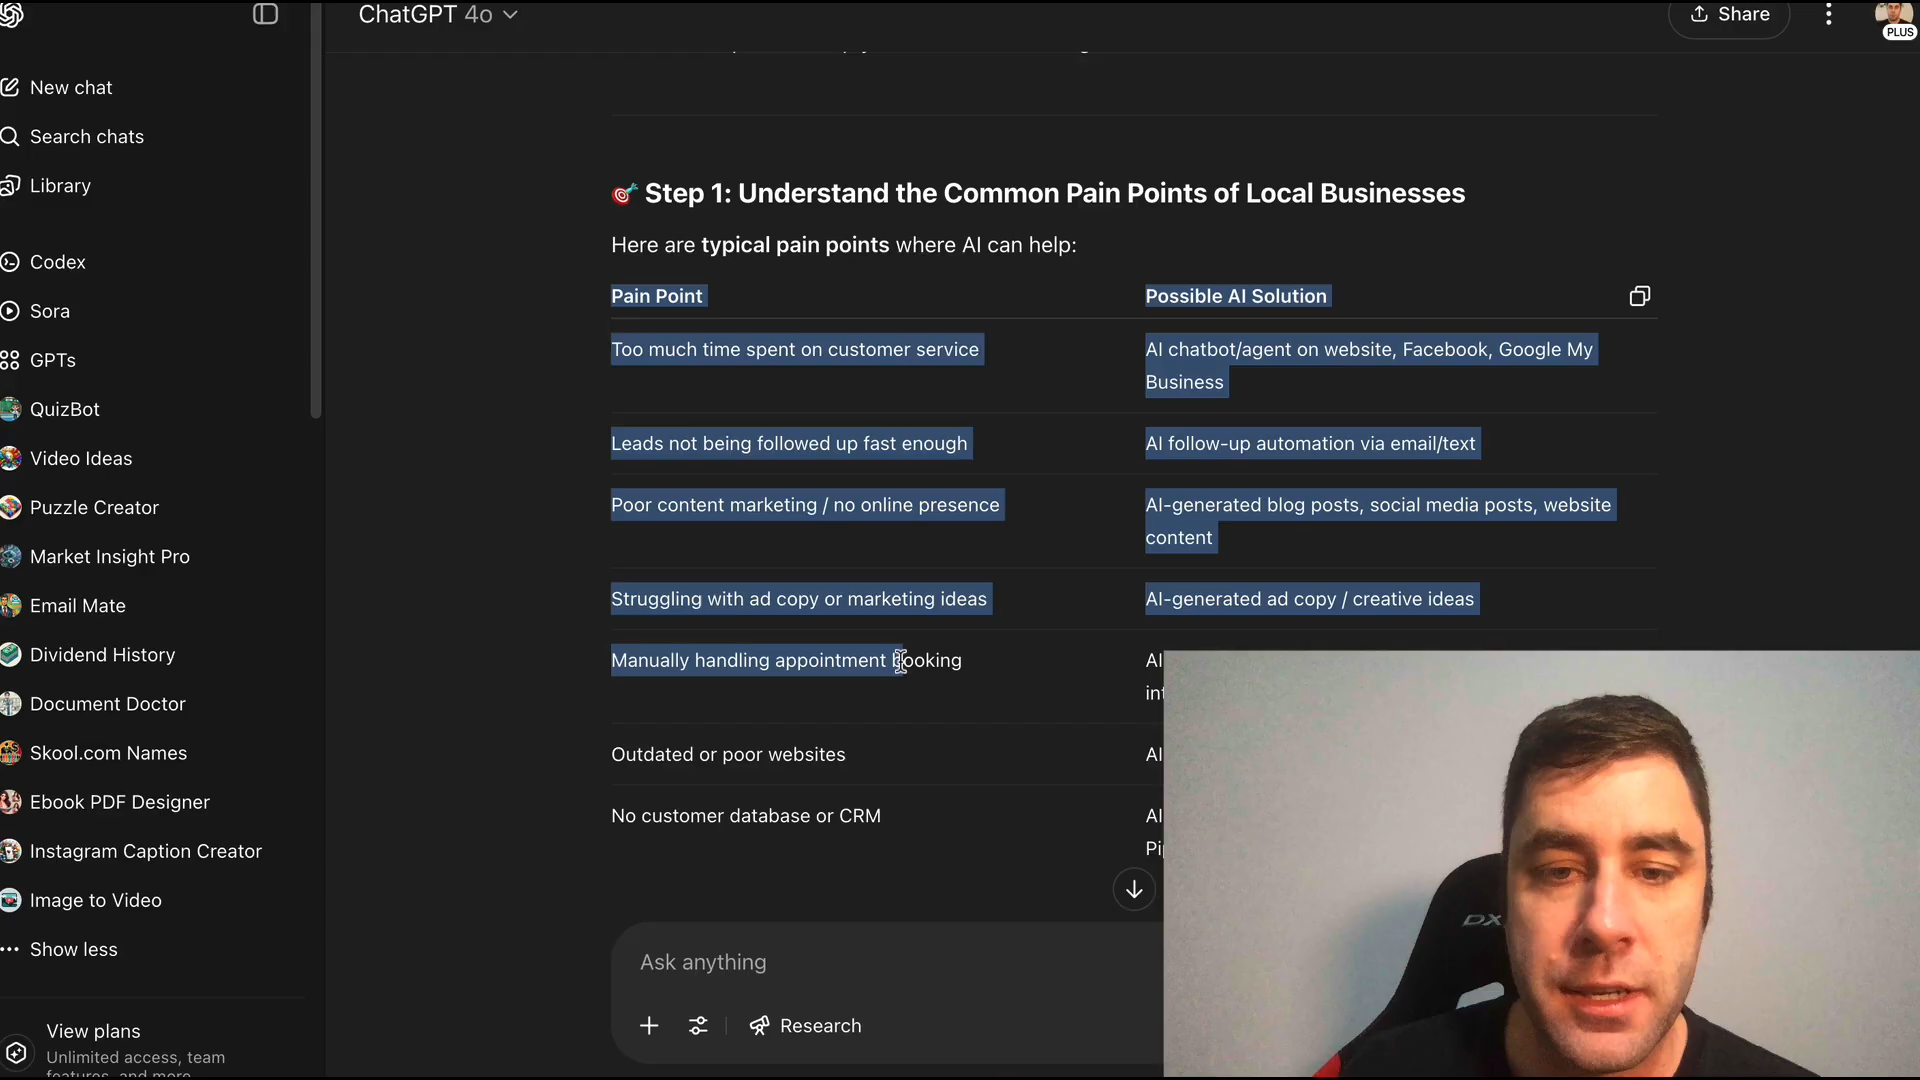 ChatGPT 4o
Share
PLUS
New chat
Search chats
Library
Codex
Sora
GPTs
QuizBot
Video Ideas
Puzzle Creator
Market Insight Pro
Email Mate
Dividend History
Document Doctor
Skool.com Names
Ebook PDF Designer
Instagram Caption Creator
Image to Video
Show less
View plans
Unlimited access, team
features, and more
🎯 Step 1: Understand the Common Pain Points of Local Businesses
Here are typical pain points where AI can help:
Pain Point
Possible AI Solution
Too much time spent on customer service
AI chatbot/agent on website, Facebook, Google My
Business
Leads not being followed up fast enough
AI follow-up automation via email/text
Poor content marketing / no online presence
AI-generated blog posts, social media posts, website
content
Struggling with ad copy or marketing ideas
AI-generated ad copy / creative ideas
Manually handling appointment booking
AI
Outdated or poor websites
AI
No customer database or CRM
AI
Ask anything
Research
DX